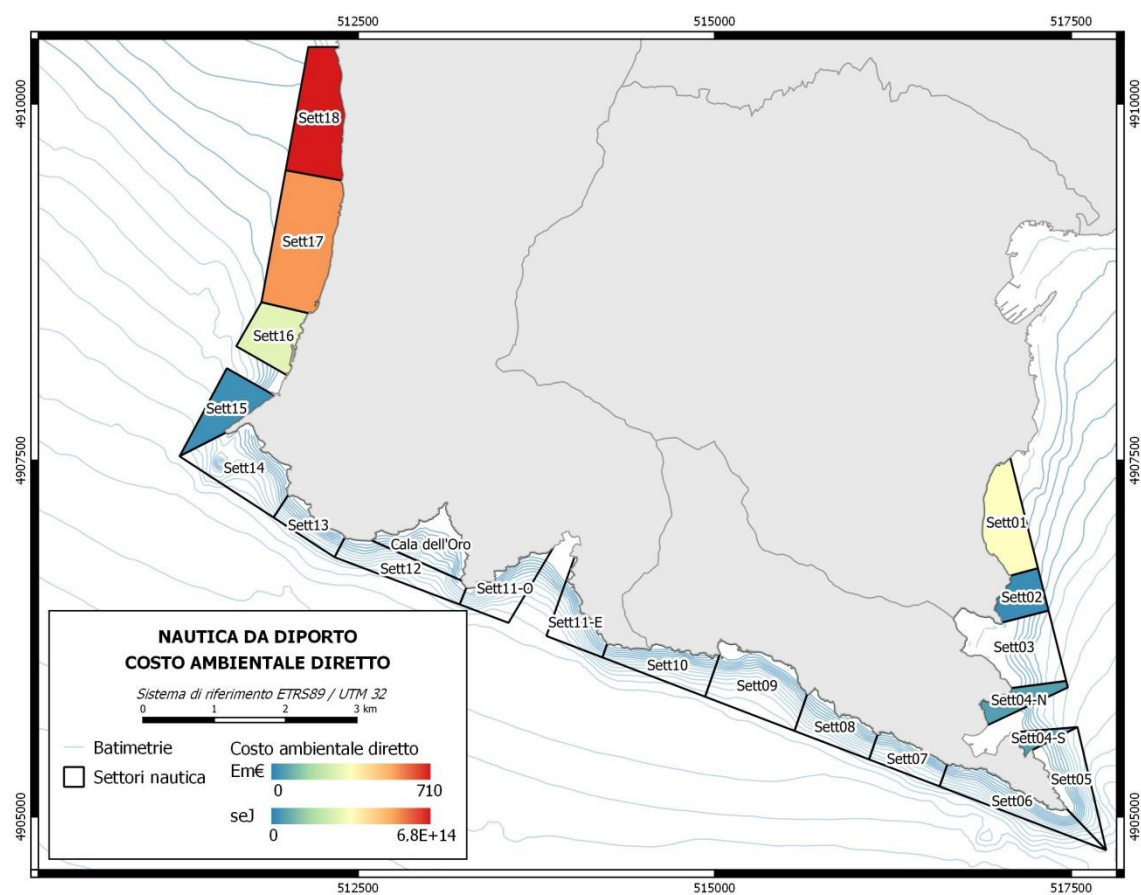 512500 515000 517500
4910000 4910000
Sett18
Sett17
Sett16
Sett15
4907500 4907500
Sett14
Sett01
Sett13
Cala dell'Oro
Sett12
Sett11-O
Sett02
Sett11-E
Sett03
Sett10
Sett09
Sett04-N
Sett08
Sett04-S
Sett07
Sett05
Sett06
4905000 4905000
NAUTICA DA DIPORTO
COSTO AMBIENTALE DIRETTO
Sistema di riferimento ETRS89 / UTM 32
0 1 2 3 km
Batimetrie
Settori nautica
Costo ambientale diretto
Em€
0 710
seJ
0 6,8E+14
512500 515000 517500